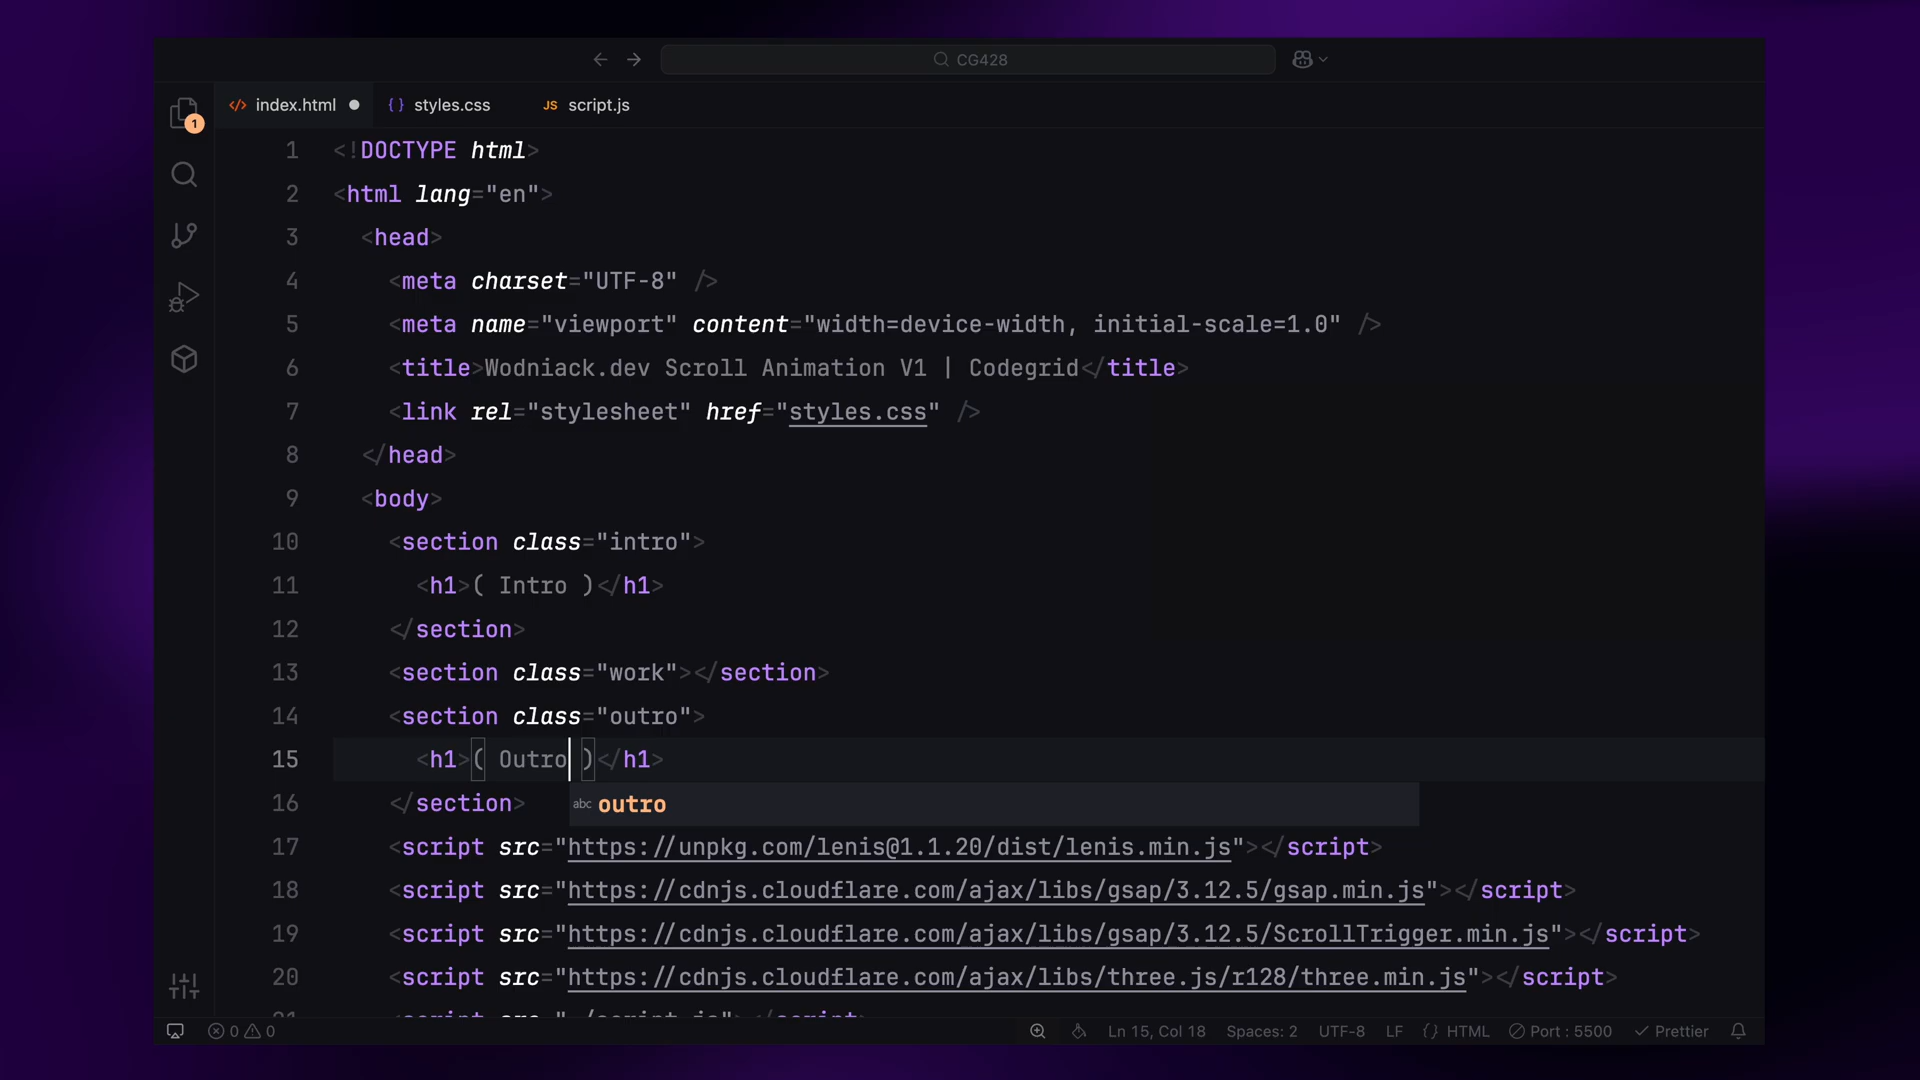 CG428
index.html
styles.css
JS script.js
1
1 <!DOCTYPE html>
2 <html lang="en">
3 <head>
4 <meta charset="UTF-8" />
5 <meta name="viewport" content="width=device-width, initial-scale=1.0" />
6 <title>Wodniack.dev Scroll Animation V1 | Codegrid</title>
7 <link rel="stylesheet" href="styles.css" />
8 </head>
9 <body>
10 <section class="intro">
11 <h1>( Intro )</h1>
12 </section>
13 <section class="work"></section>
14 <section class="outro">
15 <h1>( Outro )</h1>
16 </section>
abc outro
17 <script src="https://unpkg.com/lenis@1.1.20/dist/lenis.min.js"></script>
18 <script src="https://cdnjs.cloudflare.com/ajax/libs/gsap/3.12.5/gsap.min.js"></script>
19 <script src="https://cdnjs.cloudflare.com/ajax/libs/gsap/3.12.5/ScrollTrigger.min.js"></script>
20 <script src="https://cdnjs.cloudflare.com/ajax/libs/three.js/r128/three.min.js"></script>
21 <script src="./script.js"></script>
0 0 Ln 15, Col 18 Spaces: 2 UTF-8 LF {} HTML Port : 5500 Prettier